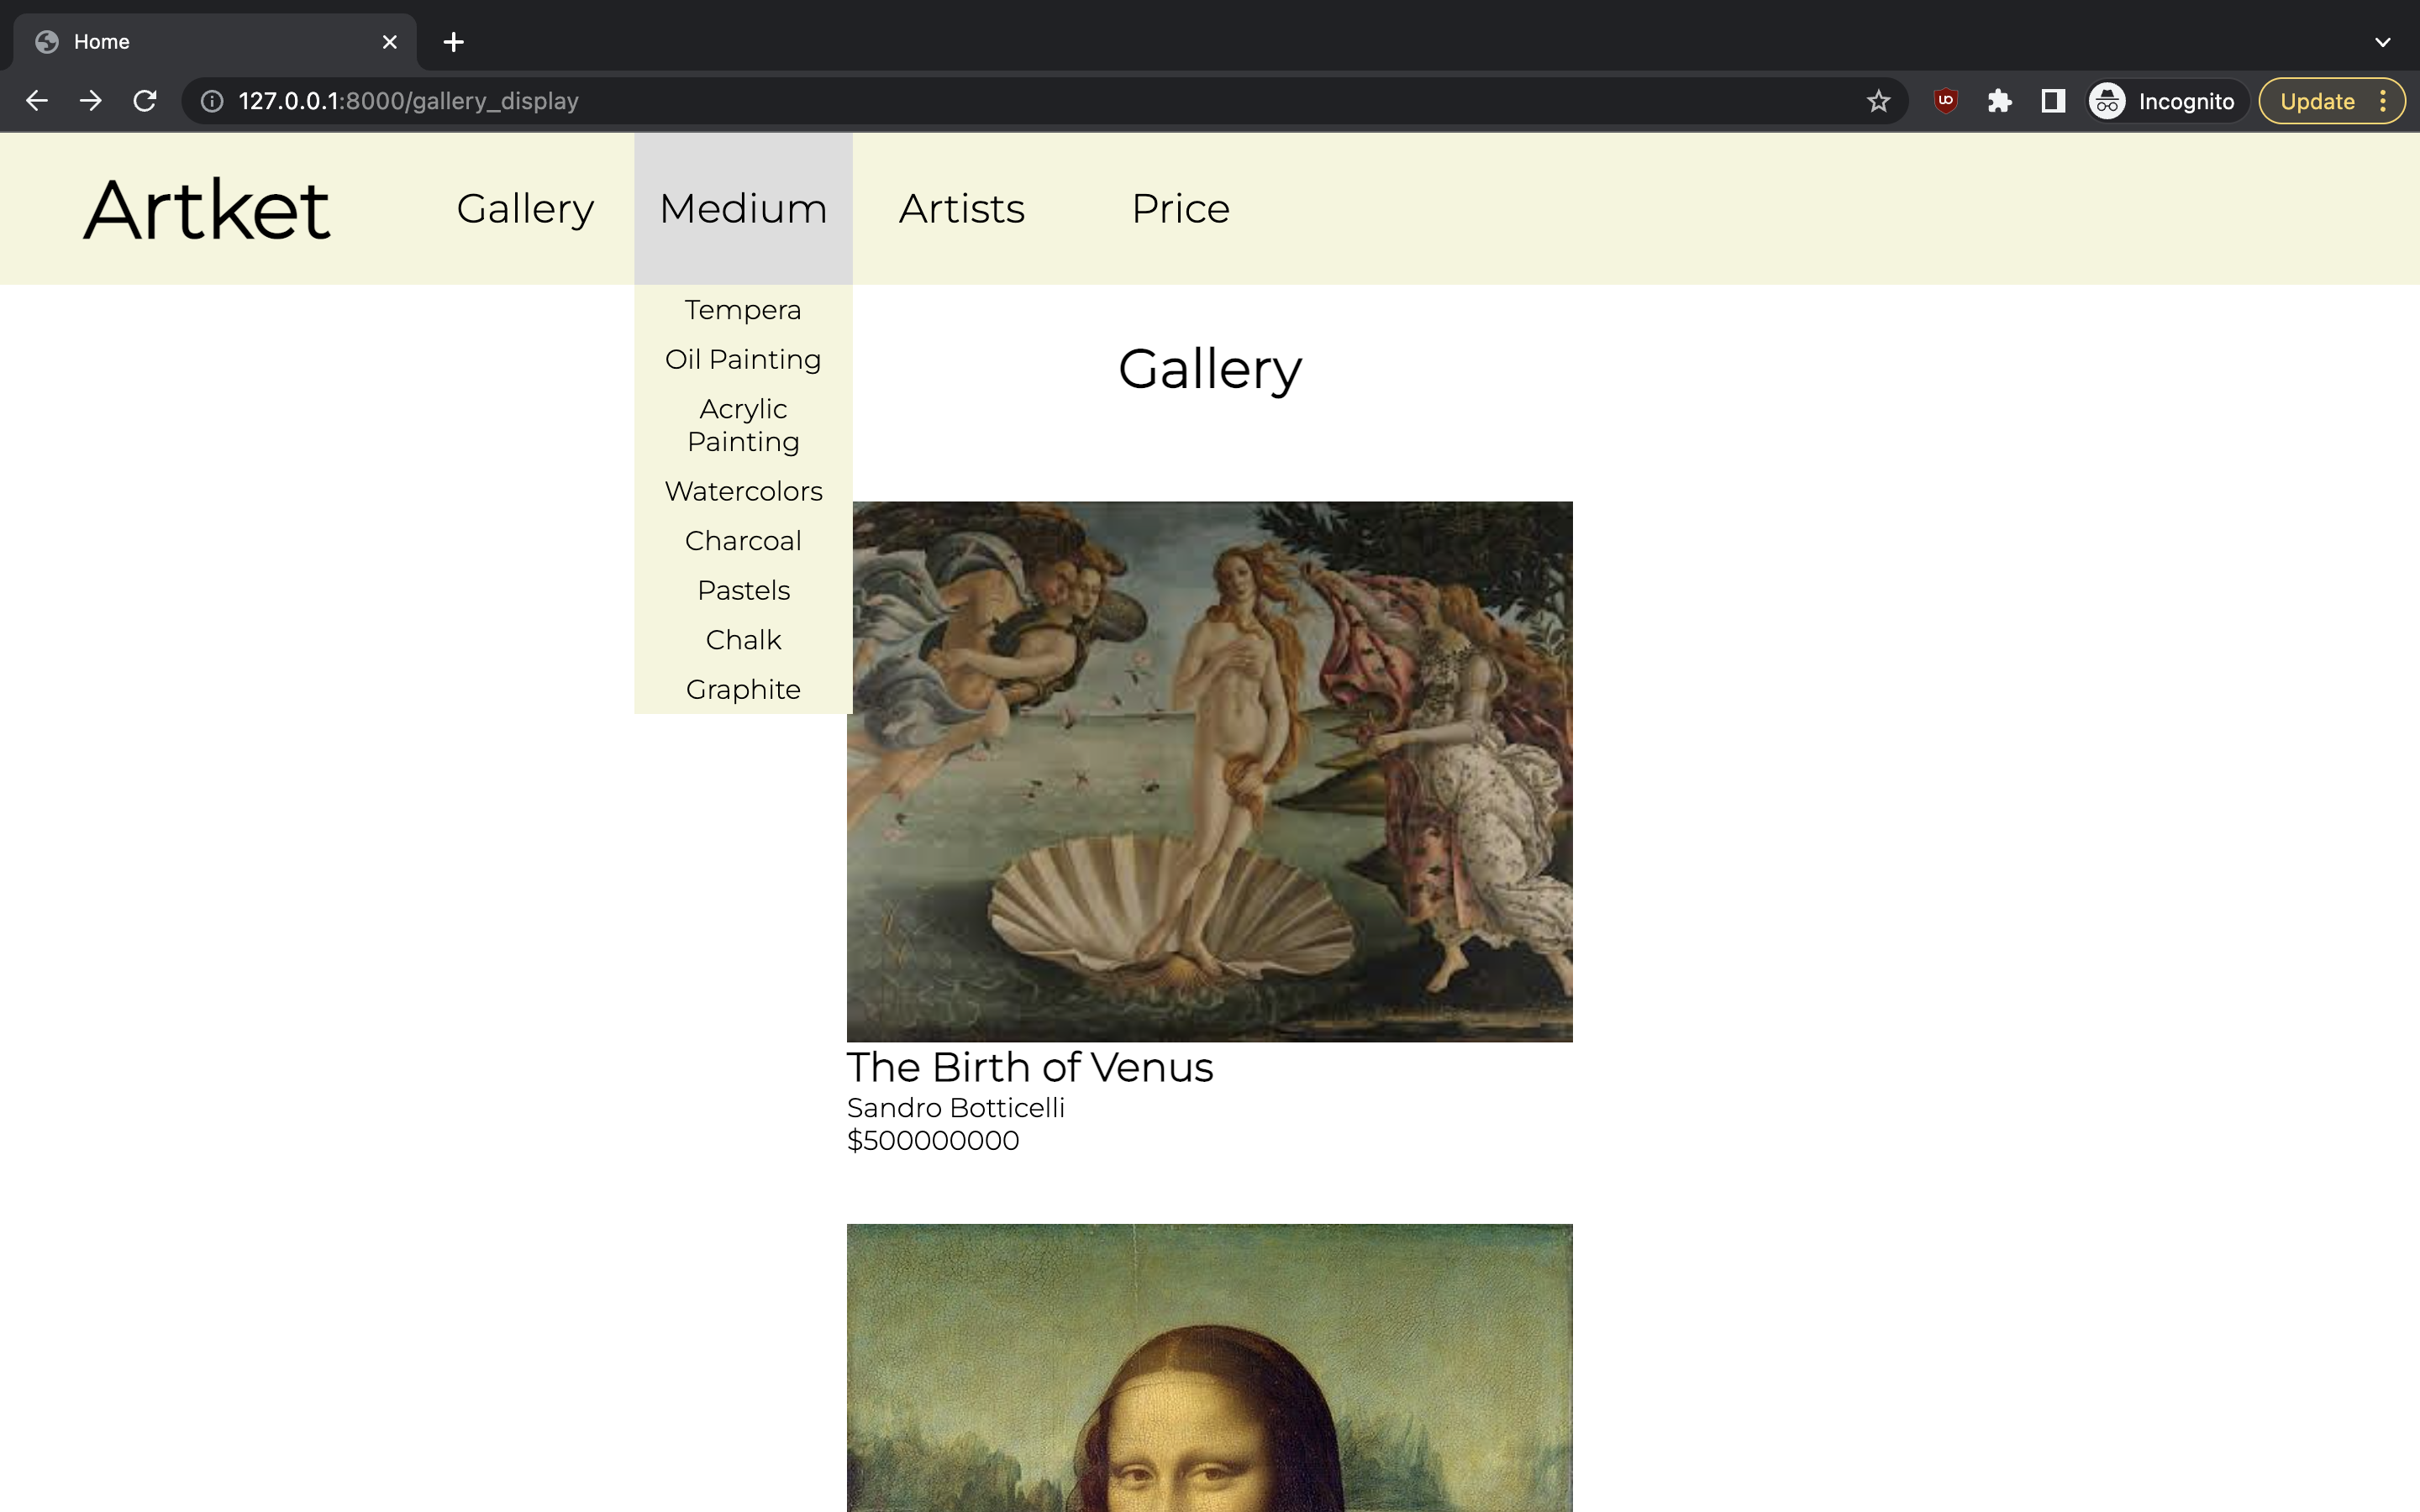 Home
127.0.0.1:8000/gallery_display
Incognito
Update
Artket
Gallery
Medium
Artists
Price
Tempera
Oil Painting
Acrylic
Painting
Watercolors
Charcoal
Pastels
Chalk
Graphite
Gallery
The Birth of Venus
Sandro Botticelli
$500000000